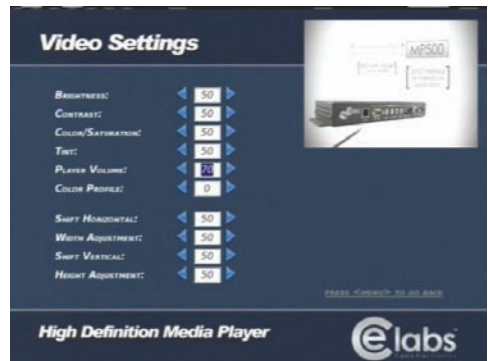 Video Settings
MP500
BRIGHTNESS: 50
CONTRAST: 50
COLOR/SATURATION: 50
TINT: 50
PLAYER VOLUME: 70
COLOR PROFILE: 0
SHIFT HORIZONTAL: 50
WIDTH ADJUSTMENT: 50
SHIFT VERTICAL: 50
HEIGHT ADJUSTMENT: 50
PRESS <MENU> TO GO BACK
High Definition Media Player
elabs